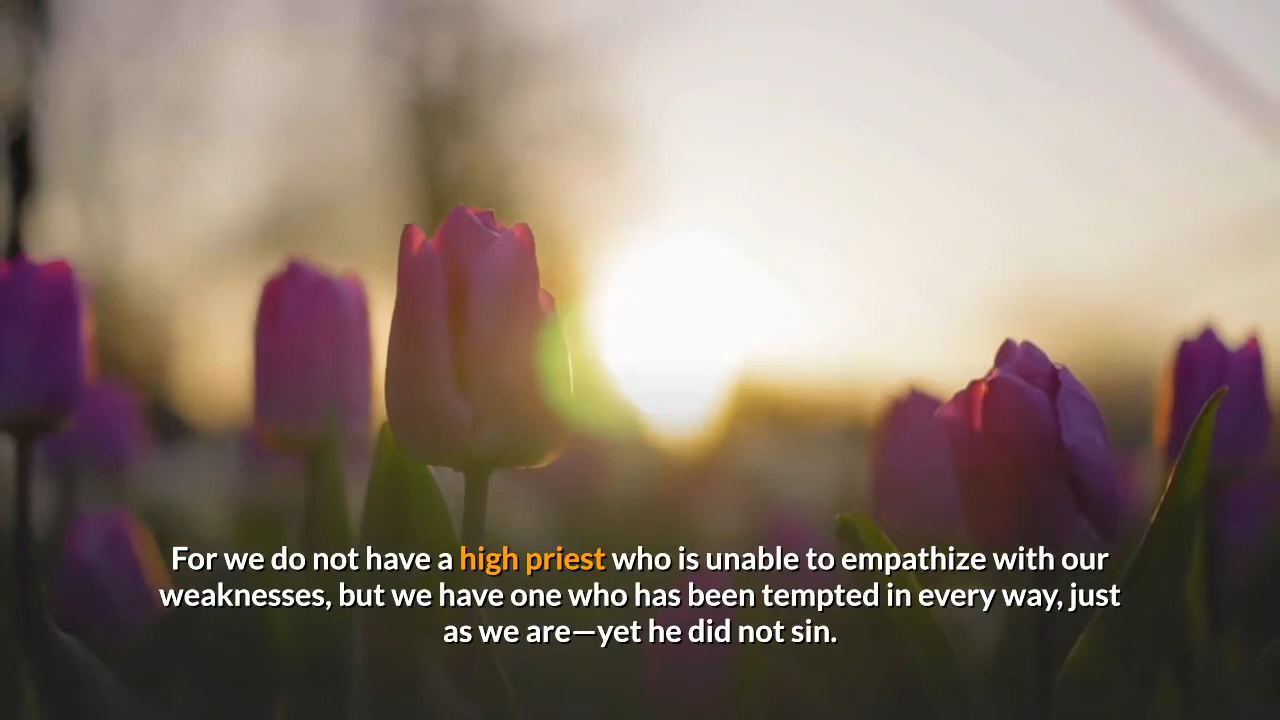 For we do not have a high priest who is unable to empathize with our
weaknesses, but we have one who has been tempted in every way, just
as we are—yet he did not sin.